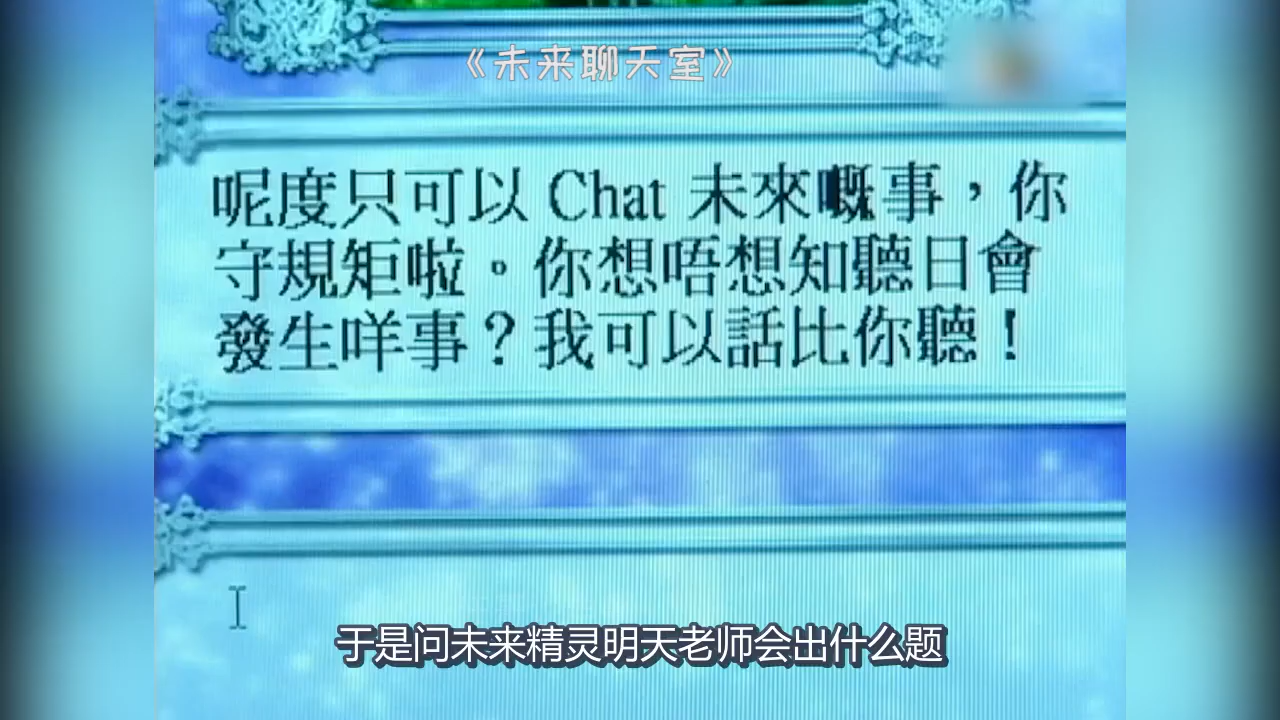 《未来聊天室》
呢度只可以 Chat 未來嘅事，你
守規矩啦。你想唔想知聽日會
發生咩事？我可以話比你聽！
于是问未来精灵明天老师会出什么题